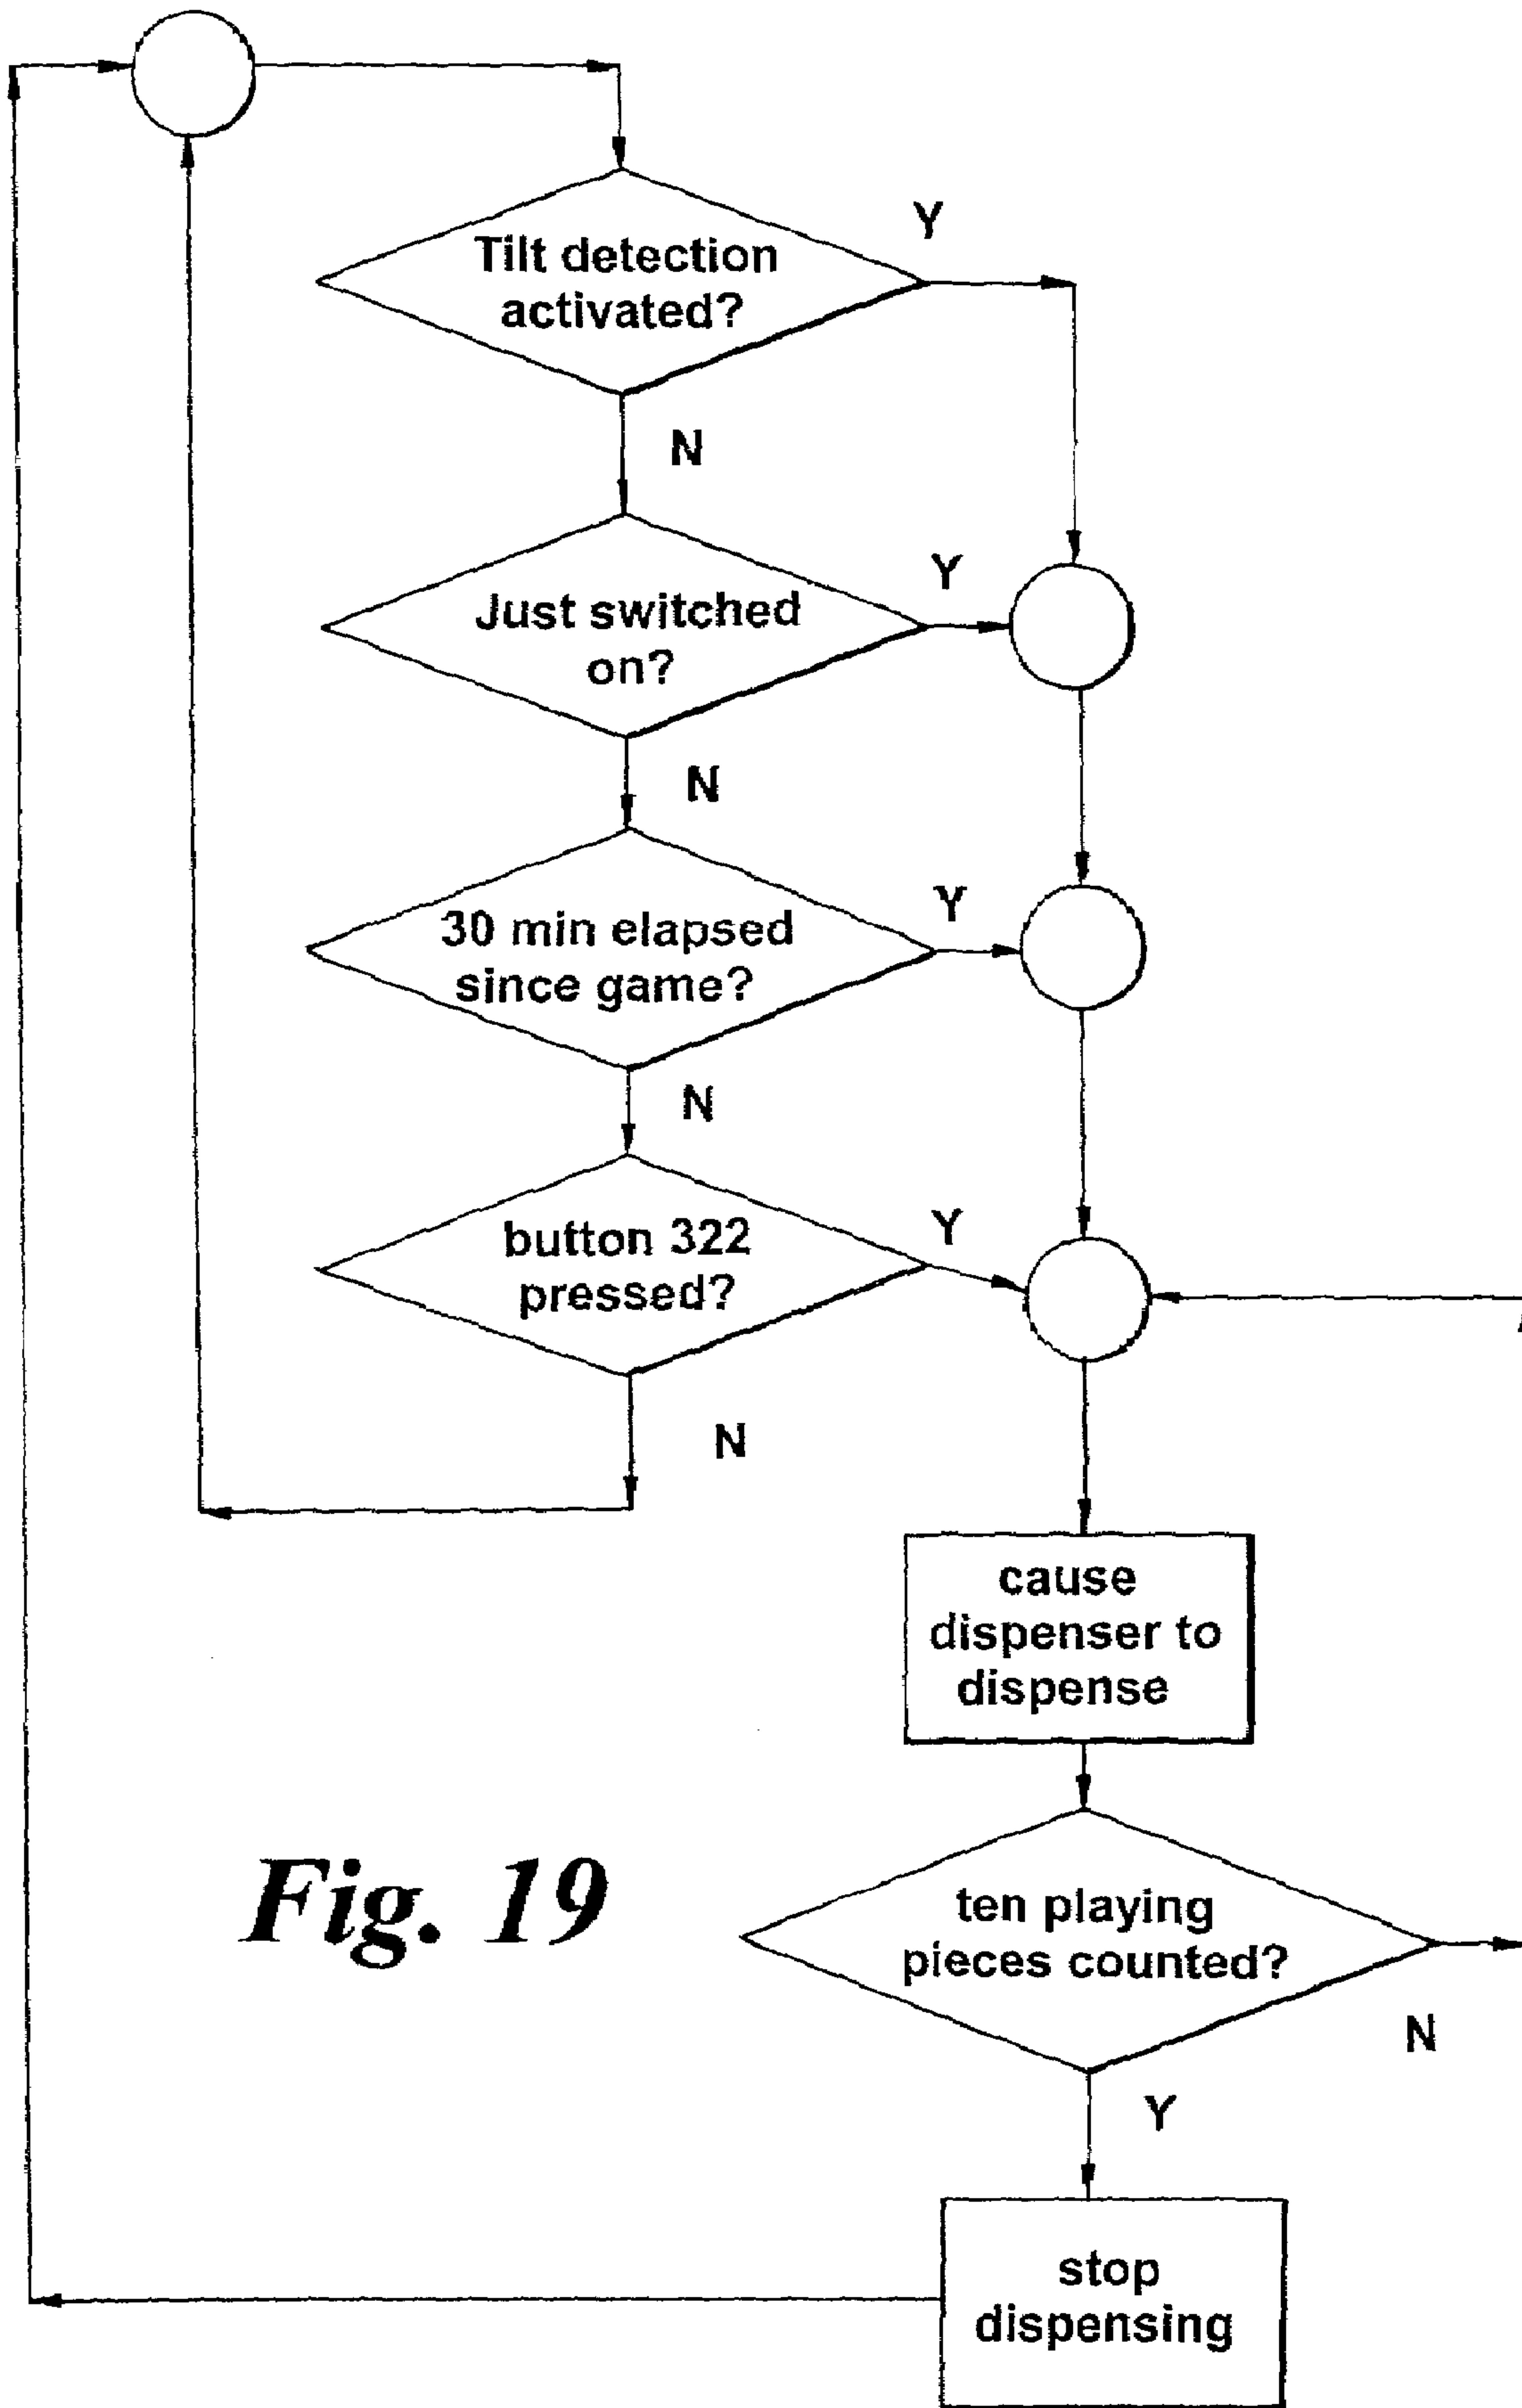 Tilt detection
activated?
Y
N
Just switched
on?
Y
N
30 min elapsed
since game?
Y
N
button 322
pressed?
Y
N
cause
dispenser to
dispense
ten playing
pieces counted?
N
Y
stop
dispensing
Fig. 19